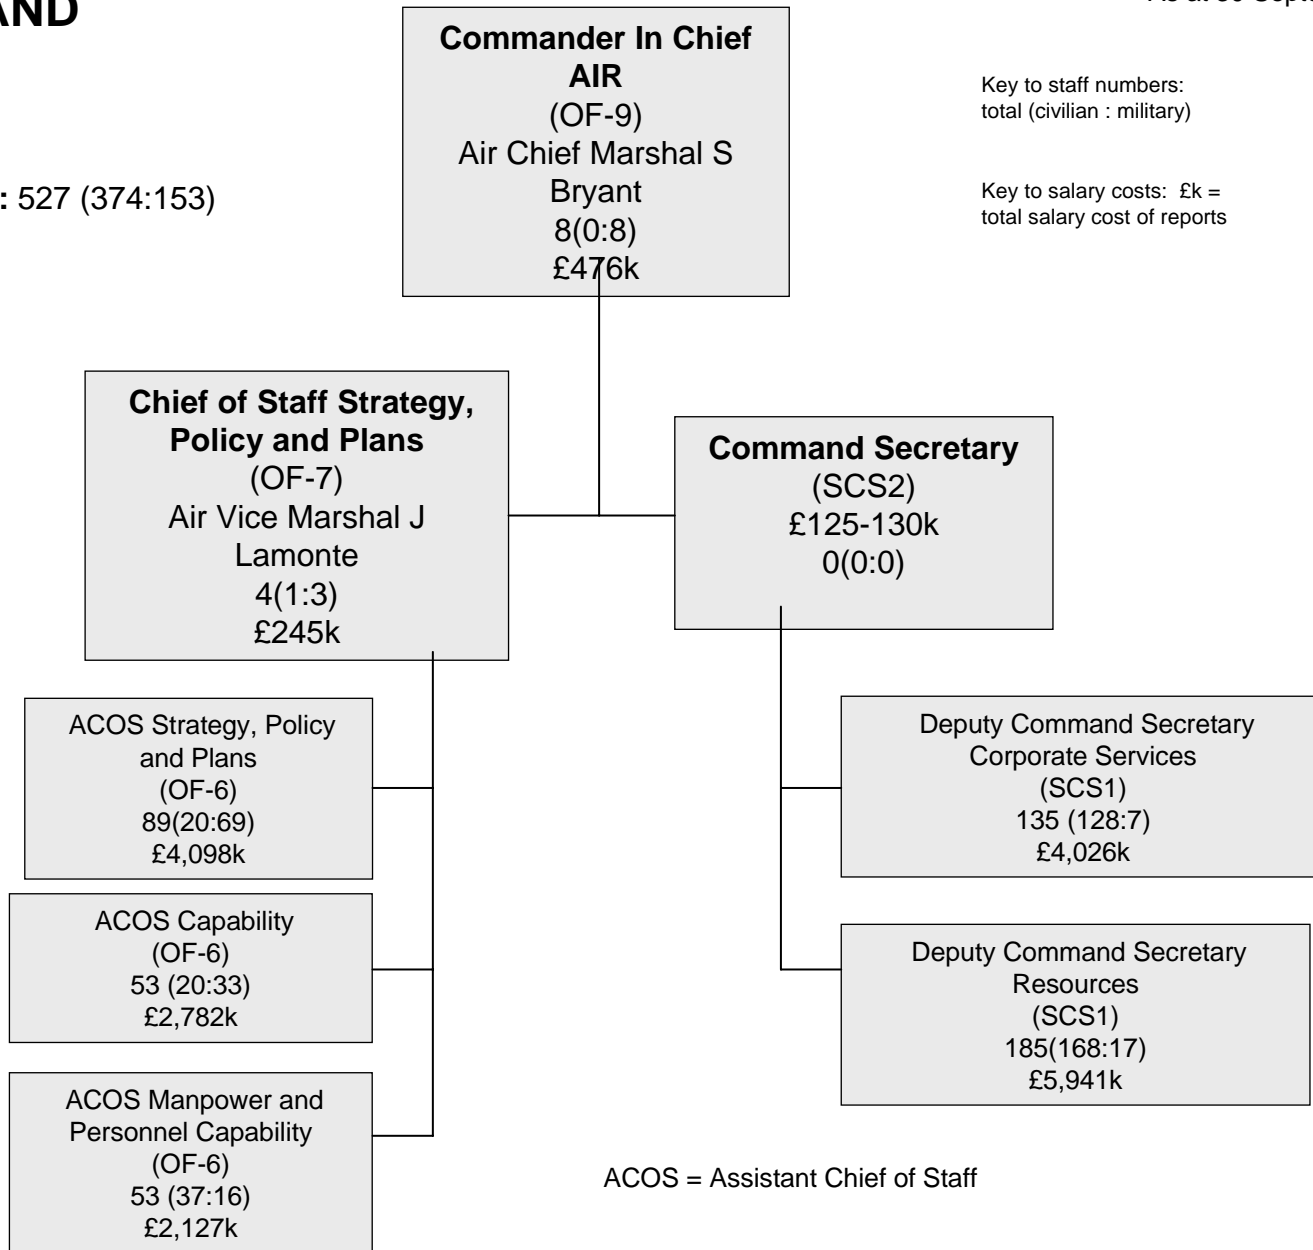 Commander In Chief
AIR
(OF-9)
Air Chief Marshal S
Bryant
8(0:8)
£476k
Key to staff numbers:
total (civilian : military)
: 527 (374:153)
Key to salary costs: £k =
total salary cost of reports
Chief of Staff Strategy,
Policy and Plans
(OF-7)
Air Vice Marshal J
Lamonte
4(1:3)
£245k
Command Secretary
(SCS2)
£125-130k
0(0:0)
ACOS Strategy, Policy
and Plans
(OF-6)
89(20:69)
£4,098k
Deputy Command Secretary
Corporate Services
(SCS1)
135 (128:7)
£4,026k
ACOS Capability
(OF-6)
53 (20:33)
£2,782k
Deputy Command Secretary
Resources
(SCS1)
185(168:17)
£5,941k
ACOS Manpower and
Personnel Capability
(OF-6)
53 (37:16)
£2,127k
ACOS = Assistant Chief of Staff